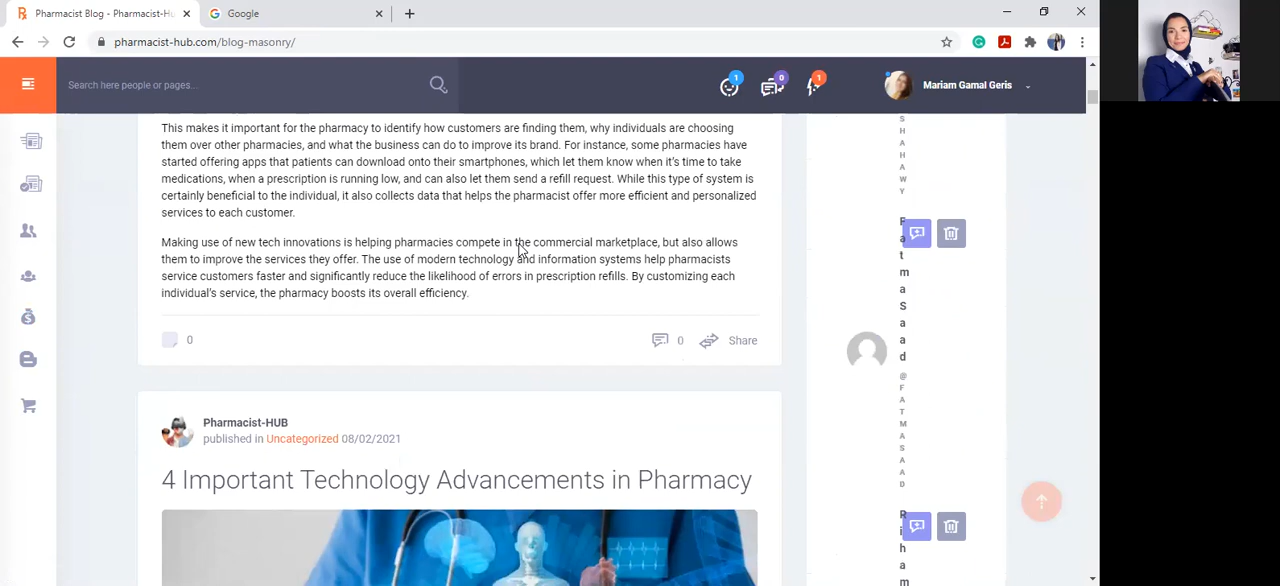 Pharmacist Blog - Pharmacist-Hu
Google
pharmacist-hub.com/blog-masonry/
Search here people or pages...
1
0
1
Mariam Gamal Geris
This makes it important for the pharmacy to identify how customers are finding them, why individuals are choosing
them over other pharmacies, and what the business can do to improve its brand. For instance, some pharmacies have
started offering apps that patients can download onto their smartphones, which let them know when it's time to take
medications, when a prescription is running low, and can also let them send a refill request. While this type of system is
certainly beneficial to the individual, it also collects data that helps the pharmacist offer more efficient and personalized
services to each customer.
Making use of new tech innovations is helping pharmacies compete in the commercial marketplace, but also allows
them to improve the services they offer. The use of modern technology and information systems help pharmacists
service customers faster and significantly reduce the likelihood of errors in prescription refills. By customizing each
individual's service, the pharmacy boosts its overall efficiency.
0
0
Share
Pharmacist-HUB
published in Uncategorized 08/02/2021
4 Important Technology Advancements in Pharmacy
S
H
A
H
A
W
Y
F
a
t
m
a
S
a
a
d
@
F
A
T
M
A
S
A
A
D
R
i
h
a
m